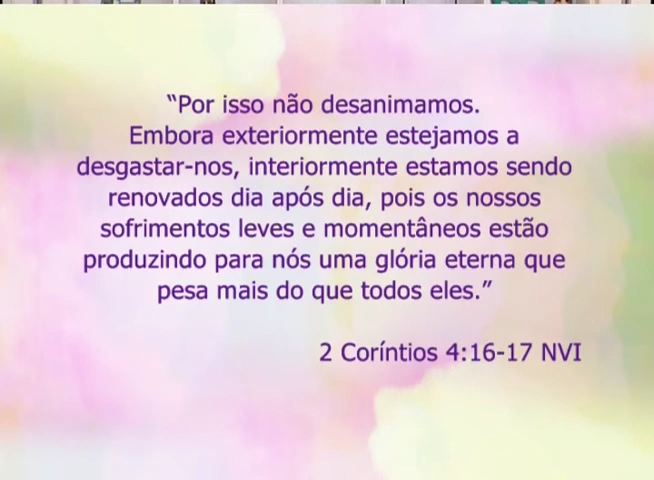 “Por isso não desanimamos.
Embora exteriormente estejamos a
desgastar-nos, interiormente estamos sendo
renovados dia após dia, pois os nossos
sofrimentos leves e momentâneos estão
produzindo para nós uma glória eterna que
pesa mais do que todos eles.”
2 Coríntios 4:16-17 NVI